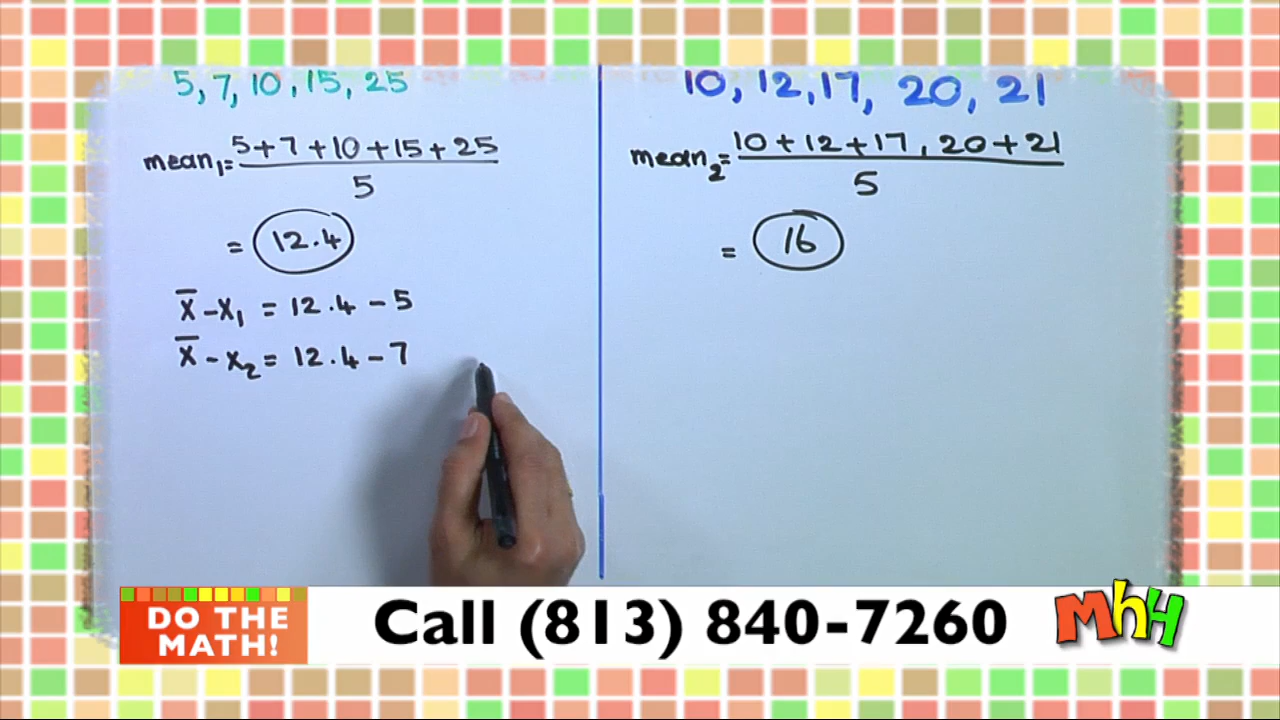 5, 7, 10, 15, 25
mean₁ = 5+7+10+15+25
5
= 12.4
x̄ - x₁ = 12.4 - 5
x̄ - x₂ = 12.4 - 7
10, 12, 17, 20, 21
mean₂ = 10+12+17, 20+21
5
= 16
DO THE
MATH!
Call (813) 840-7260
Mh4